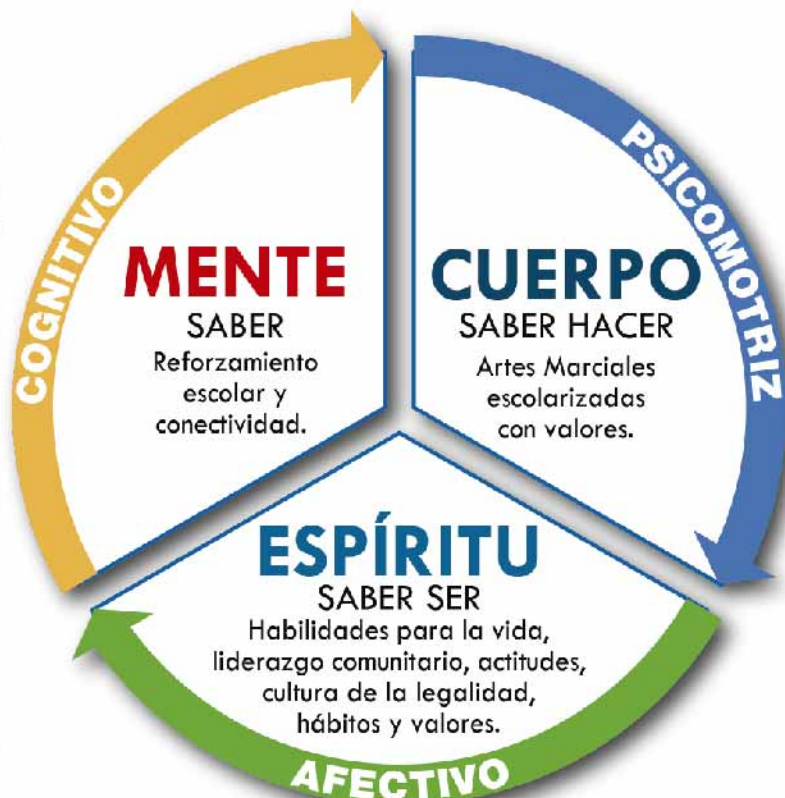 COGNITIVO
MENTE
SABER
Reforzamiento
escolar y
conectividad.
PSICOMOTRIZ
CUERPO
SABER HACER
Artes Marciales
escolarizadas
con valores.
ESPÍRITU
SABER SER
Habilidades para la vida,
liderazgo comunitario, actitudes,
cultura de la legalidad,
hábitos y valores.
AFECTIVO